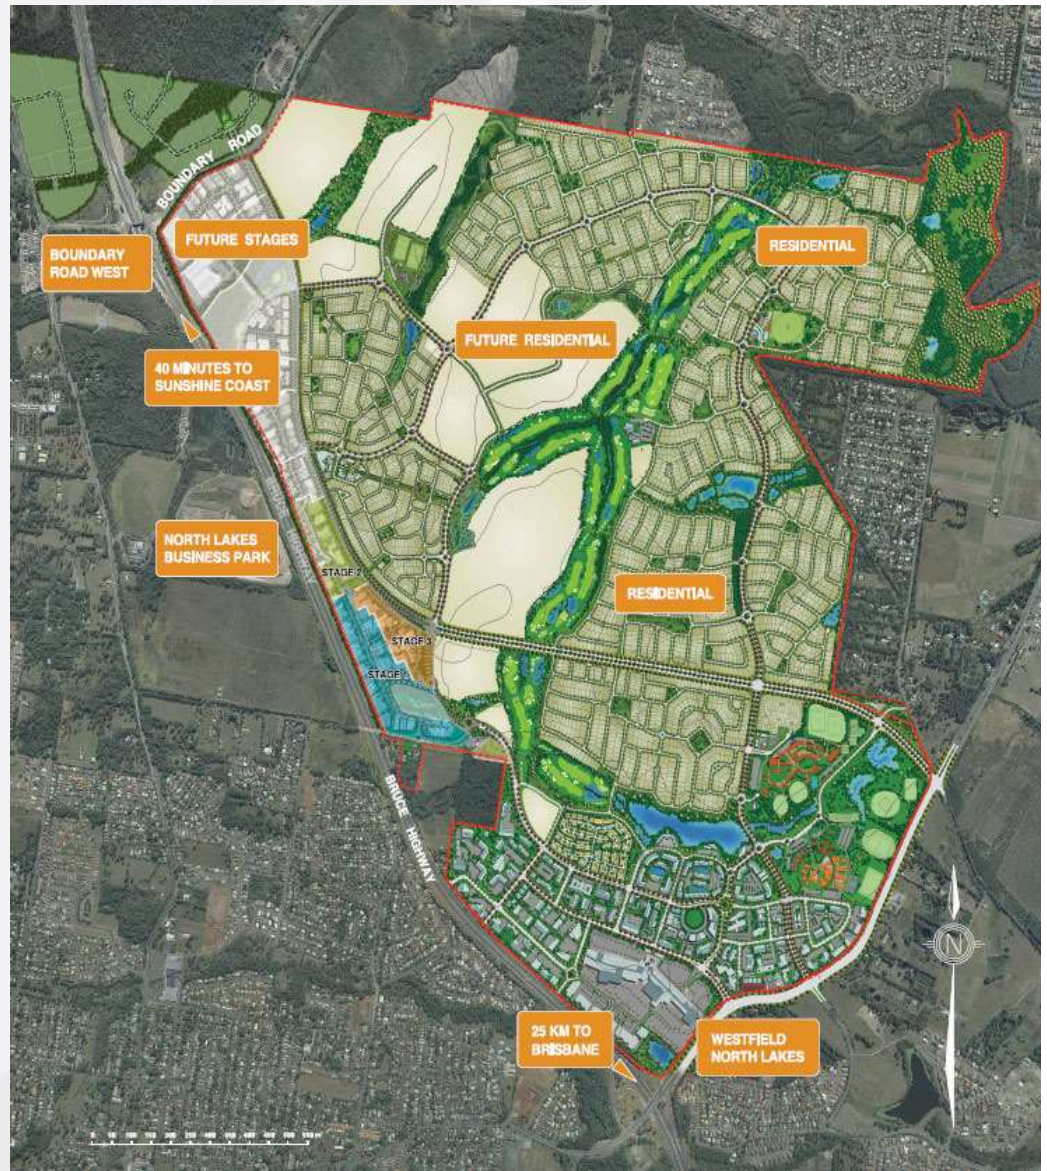 BOUNDARY ROAD
BOUNDARY
ROAD WEST
FUTURE STAGES
RESIDENTIAL
40 MINUTES TO
SUNSHINE COAST
FUTURE RESIDENTIAL
NORTH LAKES
BUSINESS PARK
STAGE 2
RESIDENTIAL
STAGE 3
STAGE 1
BRUCE HIGHWAY
N
25 KM TO
BRISBANE
WESTFIELD
NORTH LAKES